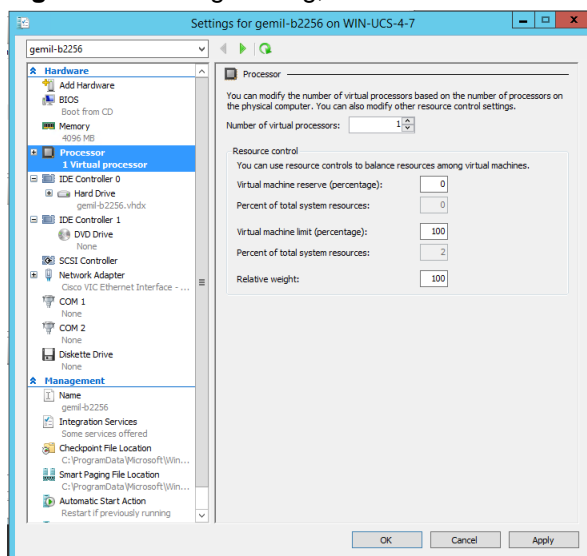 Settings for gemil-b2256 on WIN-UCS-4-7
gemil-b2256
Hardware
Add Hardware
BIOS
Boot from CD
Memory
4096 MB
Processor
1 Virtual processor
IDE Controller 0
Hard Drive
gemil-b2256.vhdx
IDE Controller 1
DVD Drive
None
SCSI Controller
Network Adapter
Cisco VIC Ethernet Interface - ...
COM 1
None
COM 2
None
Diskette Drive
None
Management
Name
gemil-b2256
Integration Services
Some services offered
Checkpoint File Location
C:\ProgramData\Microsoft\Win...
Smart Paging File Location
C:\ProgramData\Microsoft\Win...
Automatic Start Action
Restart if previously running
Processor
You can modify the number of virtual processors based on the number of processors on
the physical computer. You can also modify other resource control settings.
Number of virtual processors: 1
Resource control
You can use resource controls to balance resources among virtual machines.
Virtual machine reserve (percentage): 0
Percent of total system resources: 0
Virtual machine limit (percentage): 100
Percent of total system resources: 2
Relative weight: 100
OK Cancel Apply